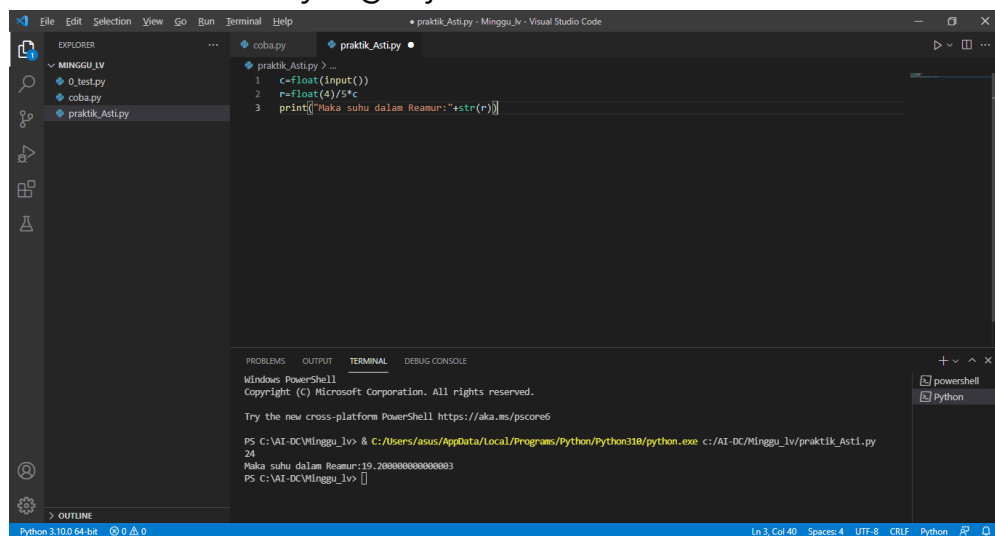 File Edit Selection View Go Run Terminal Help
● praktik_Asti.py - Minggu_lv - Visual Studio Code
EXPLORER
MINGGU_LV
0_test.py
coba.py
praktik_Asti.py
OUTLINE
coba.py praktik_Asti.py ●
praktik_Asti.py > ...
1 c=float(input())
2 r=float(4)/5*c
3 print("Maka suhu dalam Reamur:"+str(r))
PROBLEMS OUTPUT TERMINAL DEBUG CONSOLE
Windows PowerShell
Copyright (C) Microsoft Corporation. All rights reserved.
Try the new cross-platform PowerShell https://aka.ms/pscore6
PS C:\AI-DC\Minggu_lv> & C:/Users/asus/AppData/Local/Programs/Python/Python310/python.exe c:/AI-DC/Minggu_lv/praktik_Asti.py
24
Maka suhu dalam Reamur:19.200000000000003
PS C:\AI-DC\Minggu_lv>
powershell
Python
Python 3.10.0 64-bit 0 0
Ln 3, Col 40 Spaces: 4 UTF-8 CRLF Python